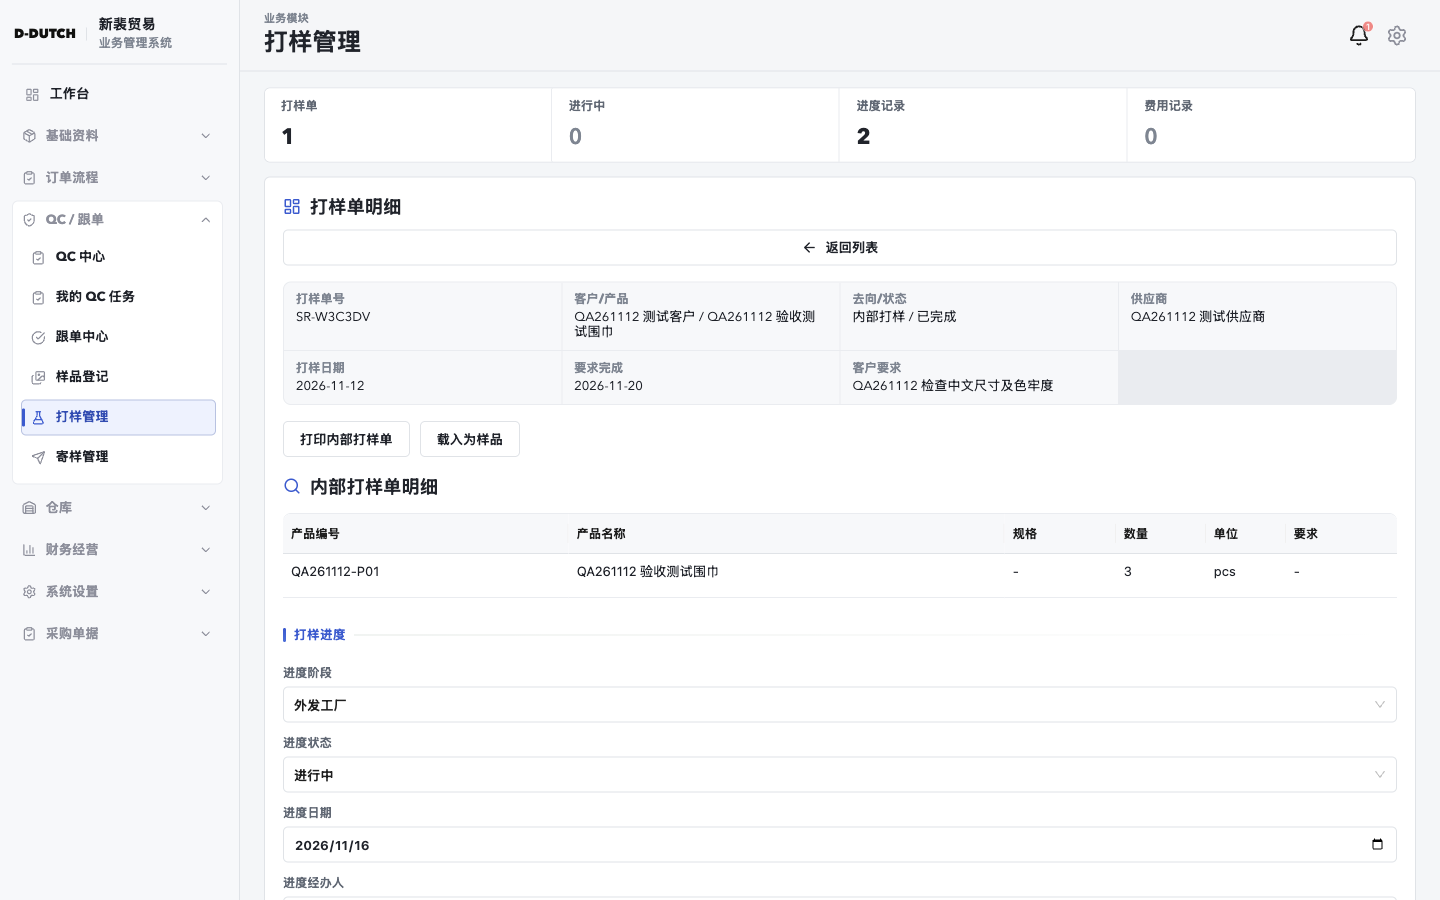 D-DUTCH
新裴贸易
业务管理系统
工作台
基础资料
订单流程
QC / 跟单
QC 中心
我的 QC 任务
跟单中心
样品登记
打样管理
寄样管理
仓库
财务经营
系统设置
采购单据
业务模块
打样管理
1
打样单
1
进行中
0
进度记录
2
费用记录
0
打样单明细
返回列表
打样单号
SR-W3C3DV
客户/产品
QA261112 测试客户 / QA261112 验收测
试围巾
去向/状态
内部打样 / 已完成
供应商
QA261112 测试供应商
打样日期
2026-11-12
要求完成
2026-11-20
客户要求
QA261112 检查中文尺寸及色牢度
打印内部打样单
载入为样品
内部打样单明细
产品编号 产品名称 规格 数量 单位 要求
QA261112-P01 QA261112 验收测试围巾 - 3 pcs -
打样进度
进度阶段
外发工厂
进度状态
进行中
进度日期
2026/11/16
进度经办人